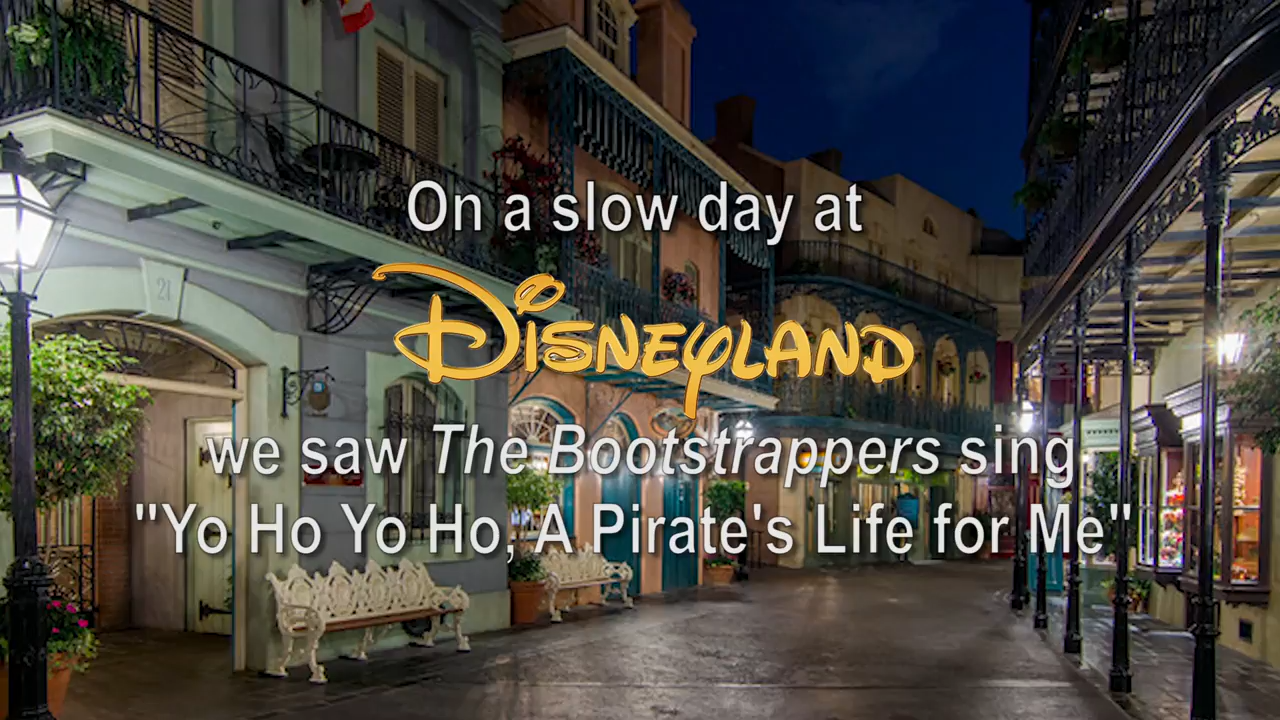 On a slow day at
DISNEYLAND
we saw The Bootstrappers sing
"Yo Ho Yo Ho, A Pirate's Life for Me"
21